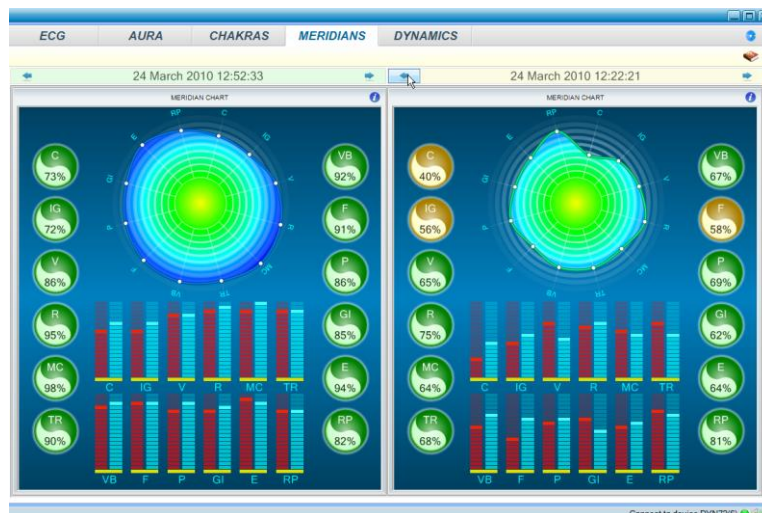 ECG AURA CHAKRAS MERIDIANS DYNAMICS
24 March 2010 12:52:33 24 March 2010 12:22:21
MERIDIAN CHART MERIDIAN CHART
RP C IG V R MC TR VB F P GI E
RP C IG V R MC TR VB F P GI E
C
73%
IG
72%
V
86%
R
95%
MC
98%
TR
90%
VB
92%
F
91%
P
86%
GI
85%
E
94%
RP
82%
C IG V R MC TR
VB F P GI E RP
C
40%
IG
56%
V
65%
R
75%
MC
64%
TR
68%
VB
67%
F
58%
P
69%
GI
62%
E
64%
RP
81%
C IG V R MC TR
VB F P GI E RP
Connect to device